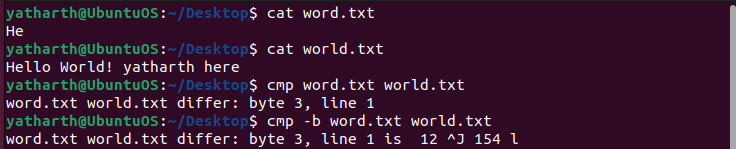 yatharth@UbuntuOS:~/Desktop$ cat word.txt
He
yatharth@UbuntuOS:~/Desktop$ cat world.txt
Hello World! yatharth here
yatharth@UbuntuOS:~/Desktop$ cmp word.txt world.txt
word.txt world.txt differ: byte 3, line 1
yatharth@UbuntuOS:~/Desktop$ cmp -b word.txt world.txt
word.txt world.txt differ: byte 3, line 1 is  12 ^J 154 l